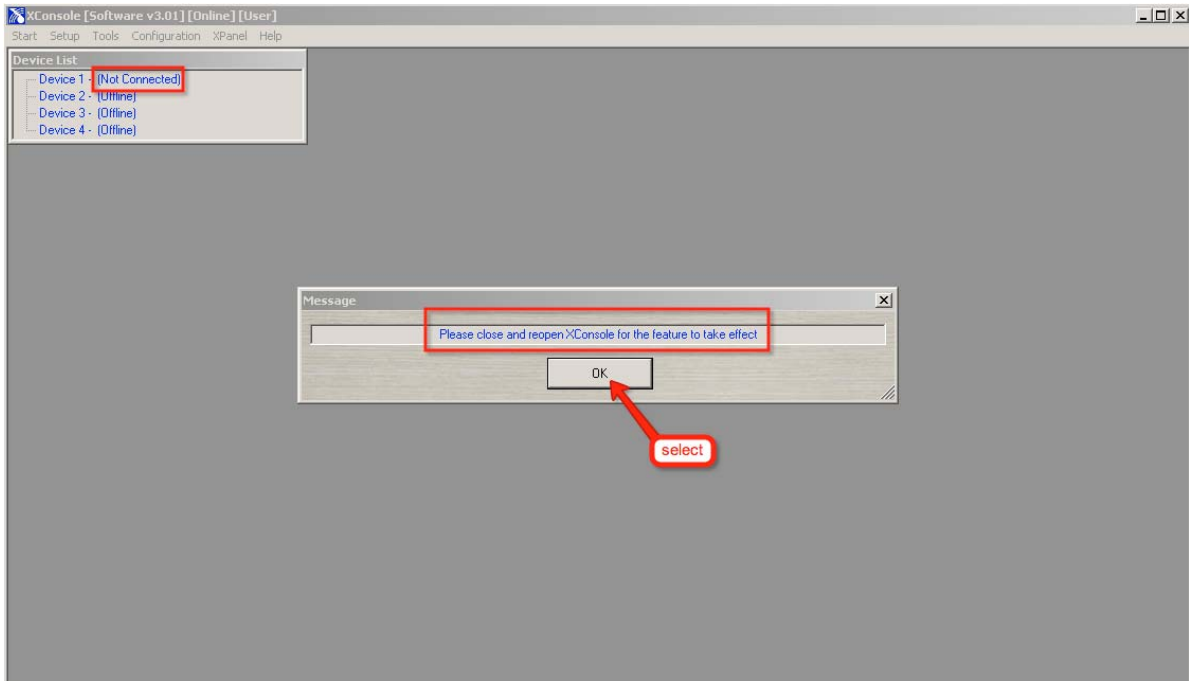 XConsole [Software v3.01] [Online] [User]
Start Setup Tools Configuration XPanel Help
Device List
Device 1 - (Not Connected)
Device 2 - (Offline)
Device 3 - (Offline)
Device 4 - (Offline)
Message
Please close and reopen XConsole for the feature to take effect
OK
select